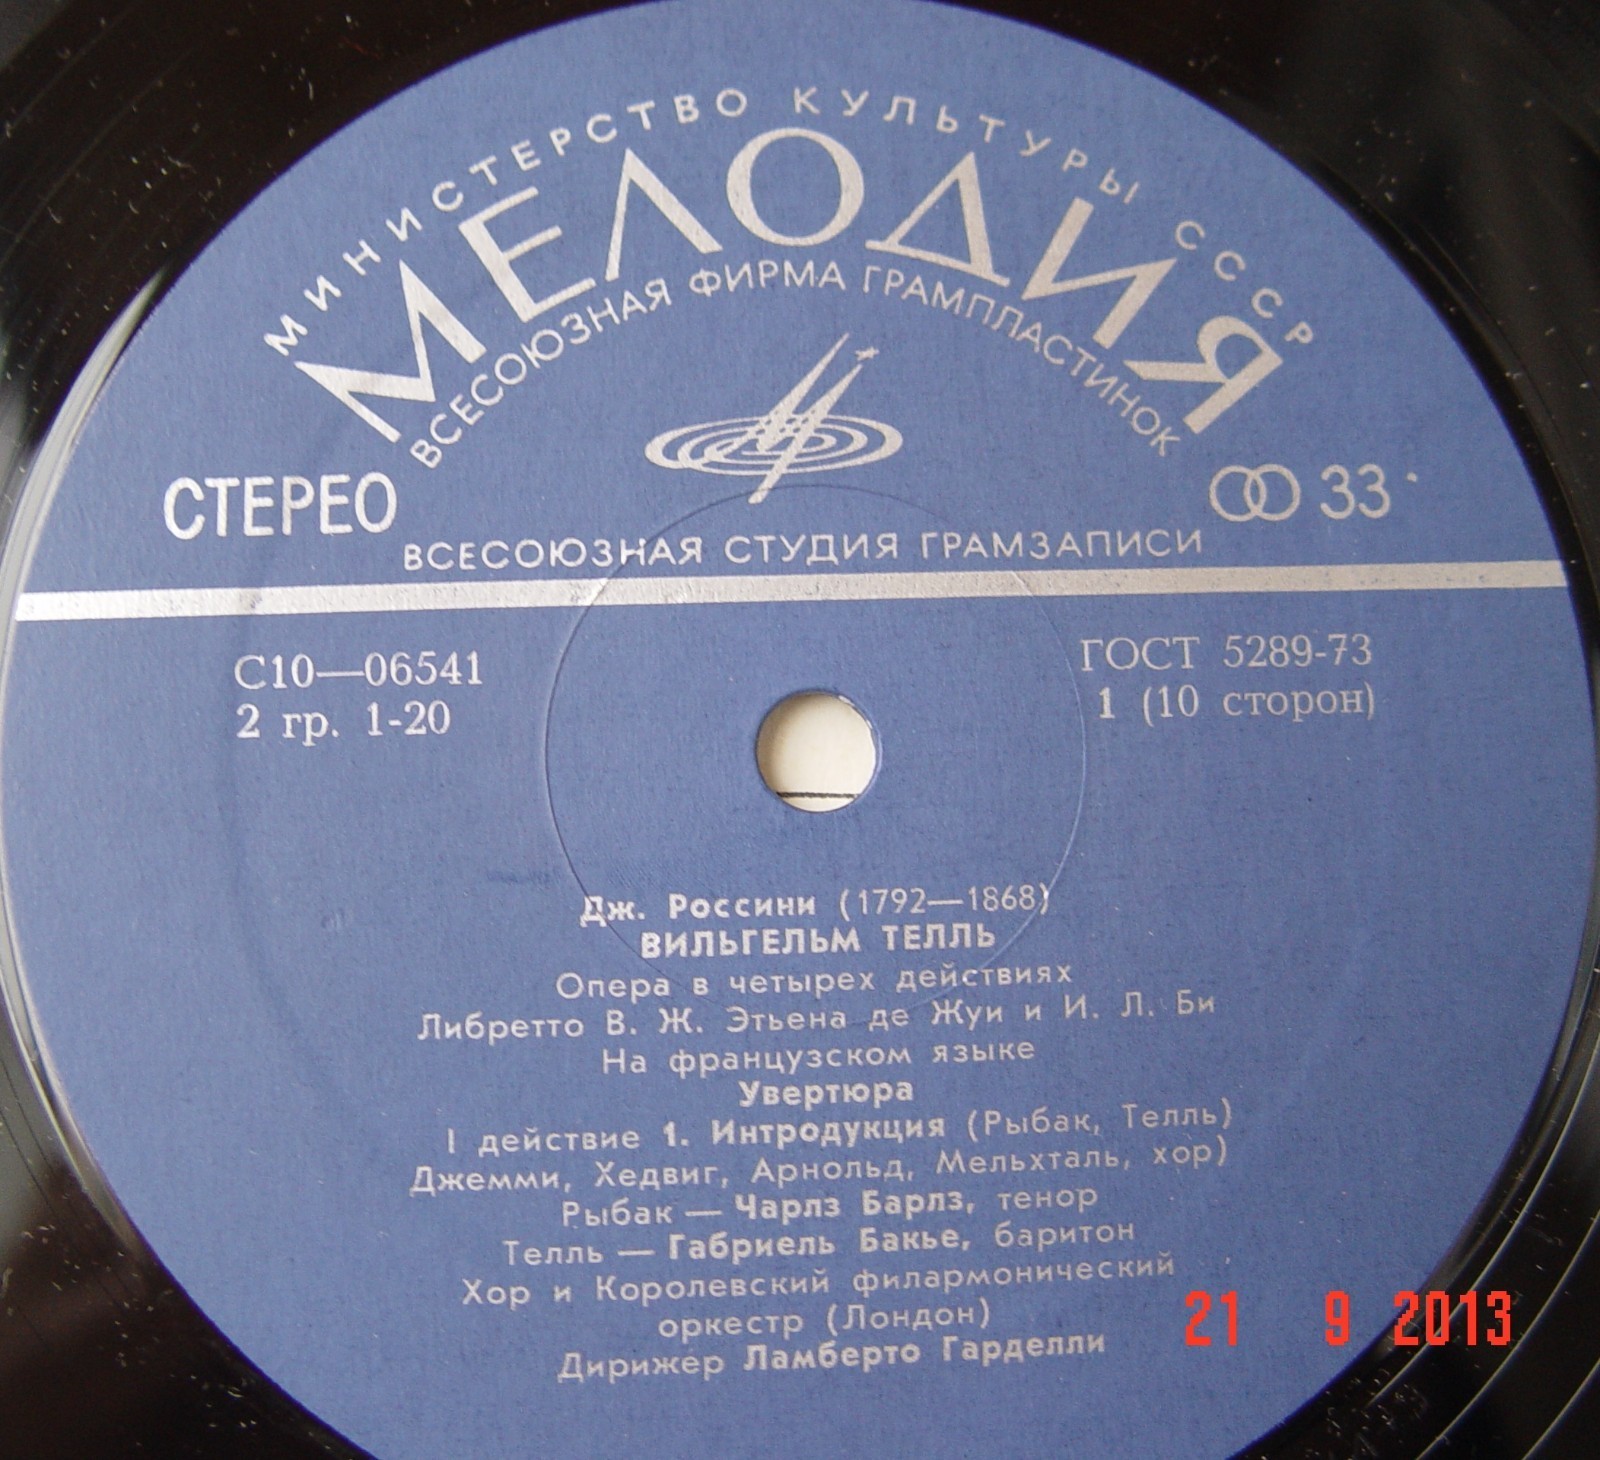 МИНИСТЕРСТВО КУЛЬТУРЫ СССР
МЕЛОДИЯ
ВСЕСОЮЗНАЯ ФИРМА ГРАМПЛАСТИНОК
СТЕРЕО
33
ВСЕСОЮЗНАЯ СТУДИЯ ГРАМЗАПИСИ
С10—06541
2 гр. 1-20
ГОСТ 5289-73
1 (10 сторон)
Дж. Россини (1792—1868)
ВИЛЬГЕЛЬМ ТЕЛЛЬ
Опера в четырех действиях
Либретто В. Ж. Этьена де Жуи и И. Л. Би
На французском языке
Увертюра
I действие 1. Интродукция (Рыбак, Телль)
Джемми, Хедвиг, Арнольд, Мельхталь, хор)
Рыбак — Чарлз Барлз, тенор
Телль — Габриель Бакье, баритон
Хор и Королевский филармонический
оркестр (Лондон)
Дирижер Ламберто Гарделли
21 9 2013